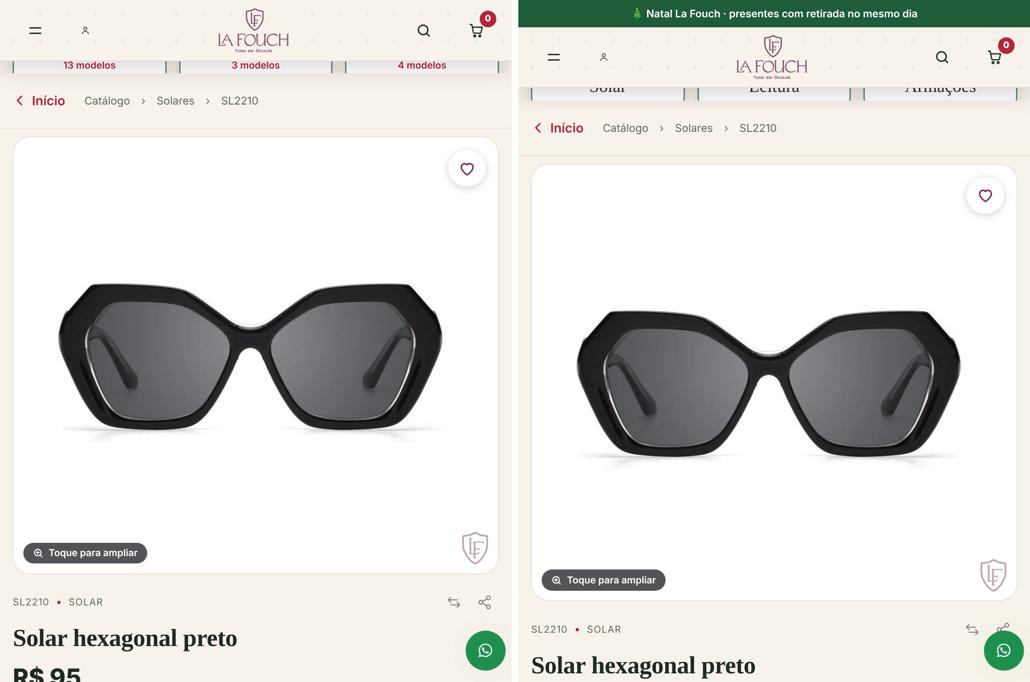 LA FOUCH
TUDO EM ÓCULOS
0
13 modelos
3 modelos
4 modelos
Início
Catálogo › Solares › SL2210
Toque para ampliar
SL2210 • SOLAR
Solar hexagonal preto
R$ 95
🎄 Natal La Fouch · presentes com retirada no mesmo dia
LA FOUCH
TUDO EM ÓCULOS
0
Solar
Leitura
Armações
Início
Catálogo › Solares › SL2210
Toque para ampliar
SL2210 • SOLAR
Solar hexagonal preto